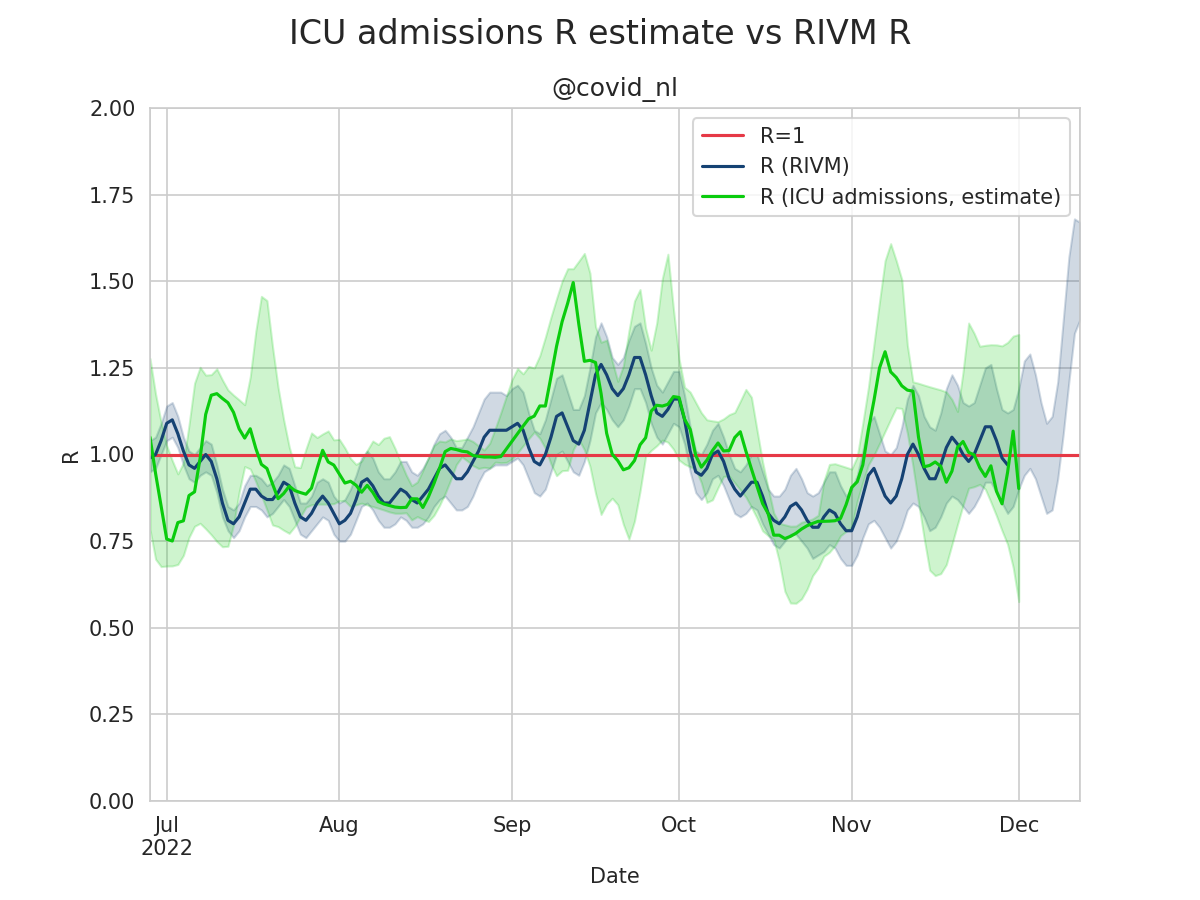 ICU admissions R estimate vs RIVM R
@covid_nl
R=1
R (RIVM)
R (ICU admissions, estimate)
2.00
1.75
1.50
1.25
1.00
0.75
0.50
0.25
0.00
R
Jul Aug Sep Oct Nov Dec
2022
Date